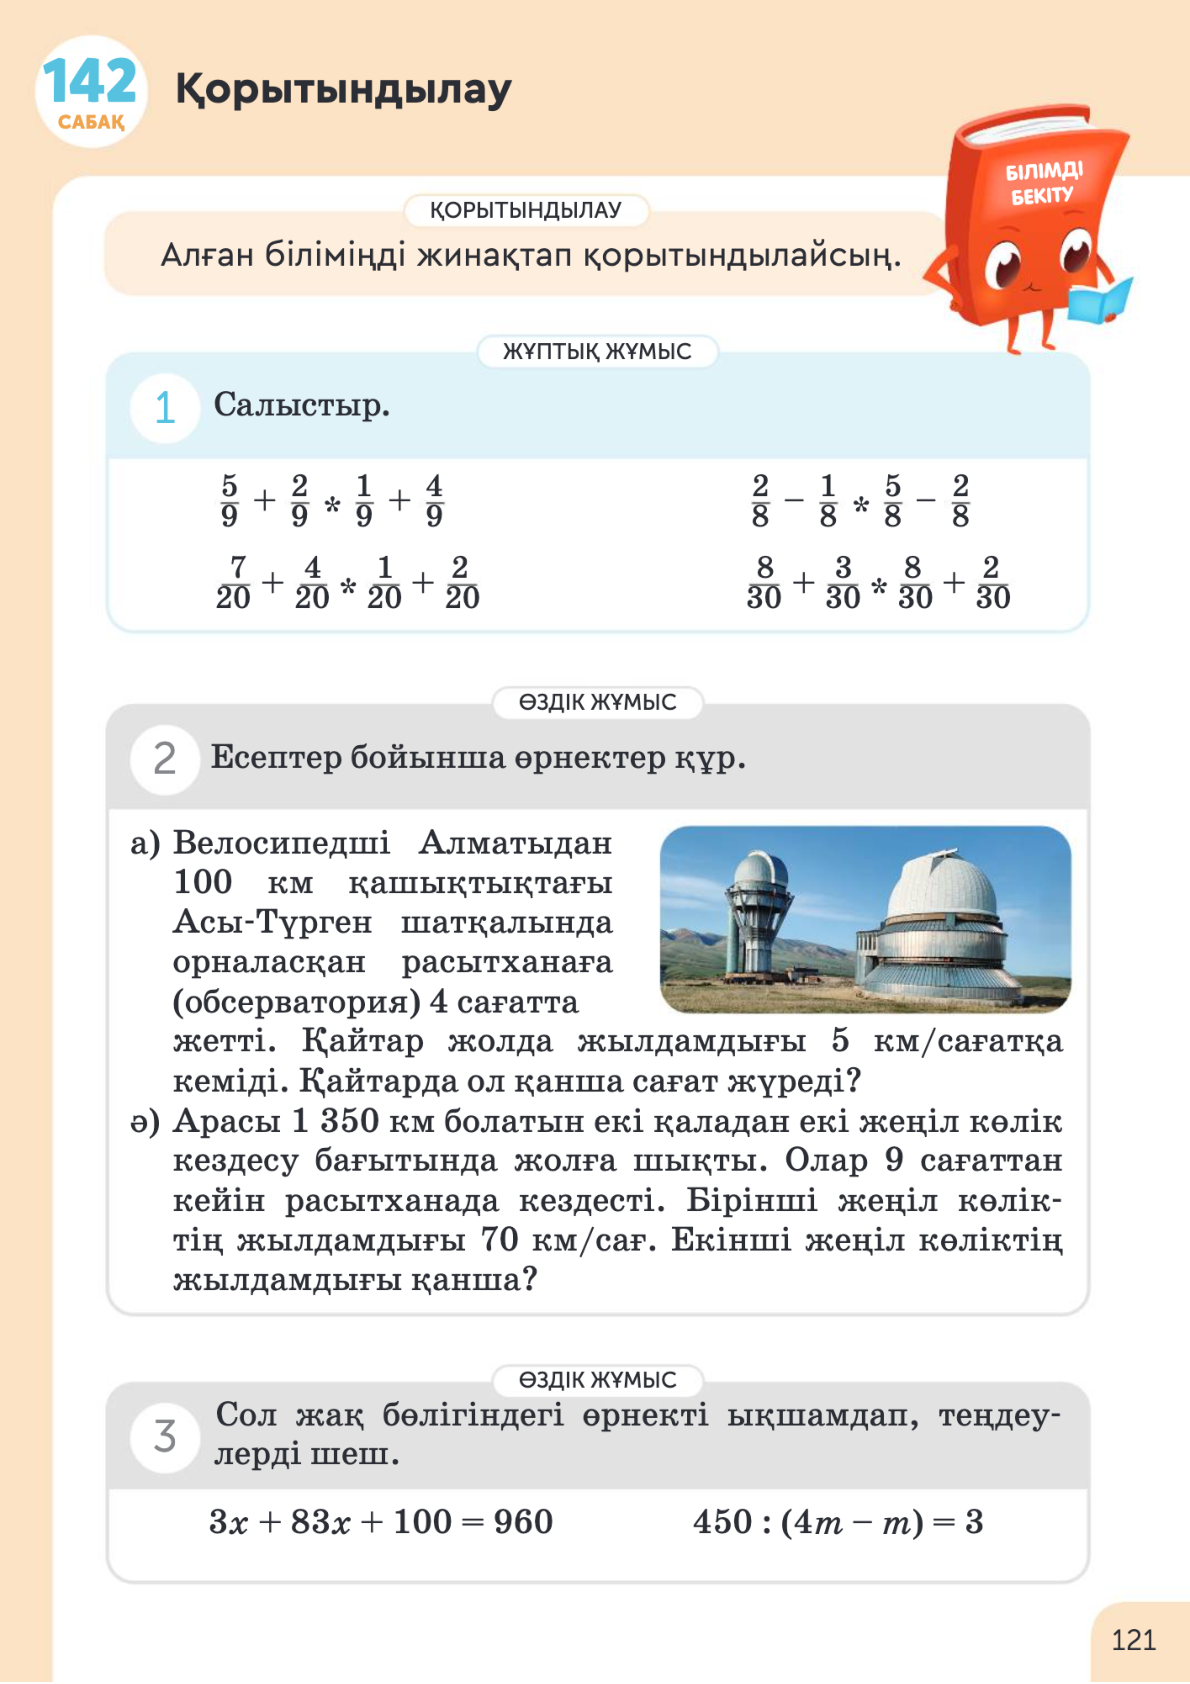 142
САБАҚ
Қорытындылау
БІЛІМДІ
БЕКІТУ
ҚОРЫТЫНДЫЛАУ
Алған біліміңді жинақтап қорытындылайсың.
ЖҰПТЫҚ ЖҰМЫС
1 Салыстыр.
5/9 + 2/9 * 1/9 + 4/9
2/8 − 1/8 * 5/8 − 2/8
7/20 + 4/20 * 1/20 + 2/20
8/30 + 3/30 * 8/30 + 2/30
ӨЗДІК ЖҰМЫС
2 Есептер бойынша өрнектер құр.
а) Велосипедші Алматыдан
100 км қашықтықтағы
Асы-Түрген шатқалында
орналасқан расытханаға
(обсерватория) 4 сағатта
жетті. Қайтар жолда жылдамдығы 5 км/сағатқа
кеміді. Қайтарда ол қанша сағат жүреді?
ә) Арасы 1 350 км болатын екі қаладан екі жеңіл көлік
кездесу бағытында жолға шықты. Олар 9 сағаттан
кейін расытханада кездесті. Бірінші жеңіл көлік-
тің жылдамдығы 70 км/сағ. Екінші жеңіл көліктің
жылдамдығы қанша?
ӨЗДІК ЖҰМЫС
3 Сол жақ бөлігіндегі өрнекті ықшамдап, теңдеу-
лерді шеш.
3x + 83x + 100 = 960
450 : (4m − m) = 3
121